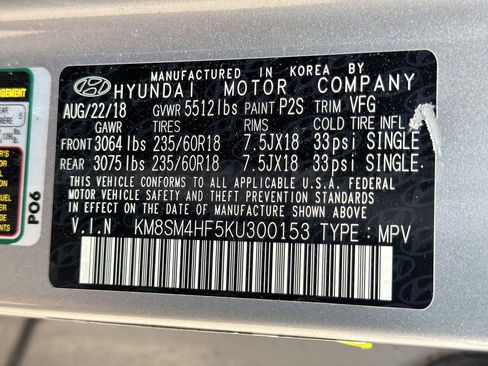 MANUFACTURED IN KOREA BY
HYUNDAI MOTOR COMPANY
AUG/22/18 GVWR 5512lbs PAINT P2S TRIM VFG
GAWR TIRES RIMS COLD TIRE INFL.
FRONT 3064lbs 235/60R18 7.5JX18 33psi SINGLE
REAR 3075lbs 235/60R18 7.5JX18 33psi SINGLE
THIS VEHICLE CONFORMS TO ALL APPLICABLE U.S.A. FEDERAL
MOTOR VEHICLE SAFETY, BUMPER, AND THEFT PREVENTION STANDARDS
IN EFFECT ON THE DATE OF MANUFACTURE SHOWN ABOVE.
V.I.N KM8SM4HF5KU300153 TYPE : MPV
PO6